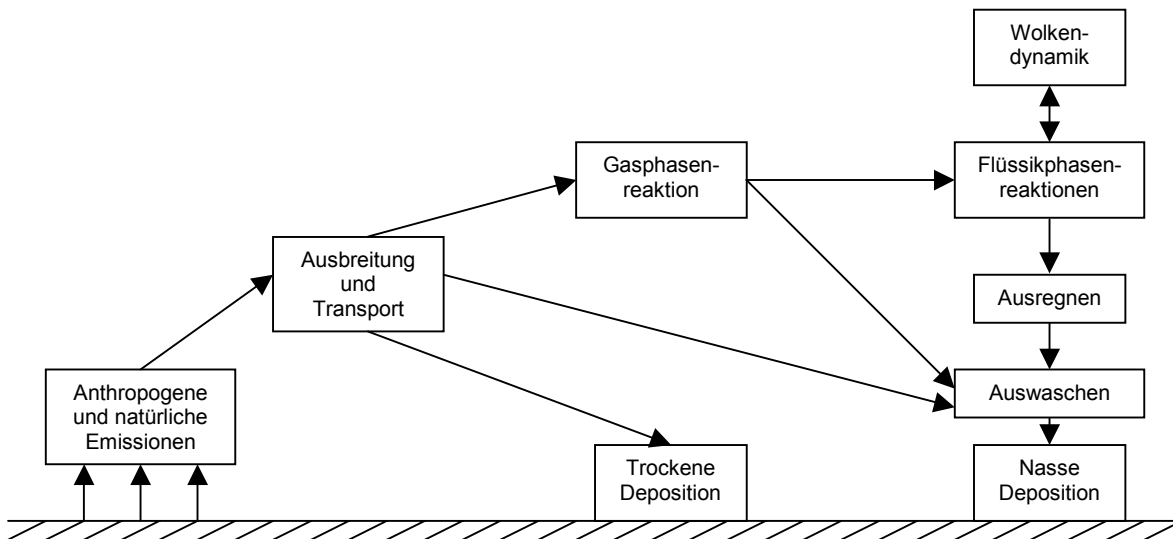 Wolken-
dynamik
Gasphasen-
reaktion
Flüssikphasen-
reaktionen
Ausbreitung
und
Transport
Ausregnen
Anthropogene
und natürliche
Emissionen
Auswaschen
Trockene
Deposition
Nasse
Deposition